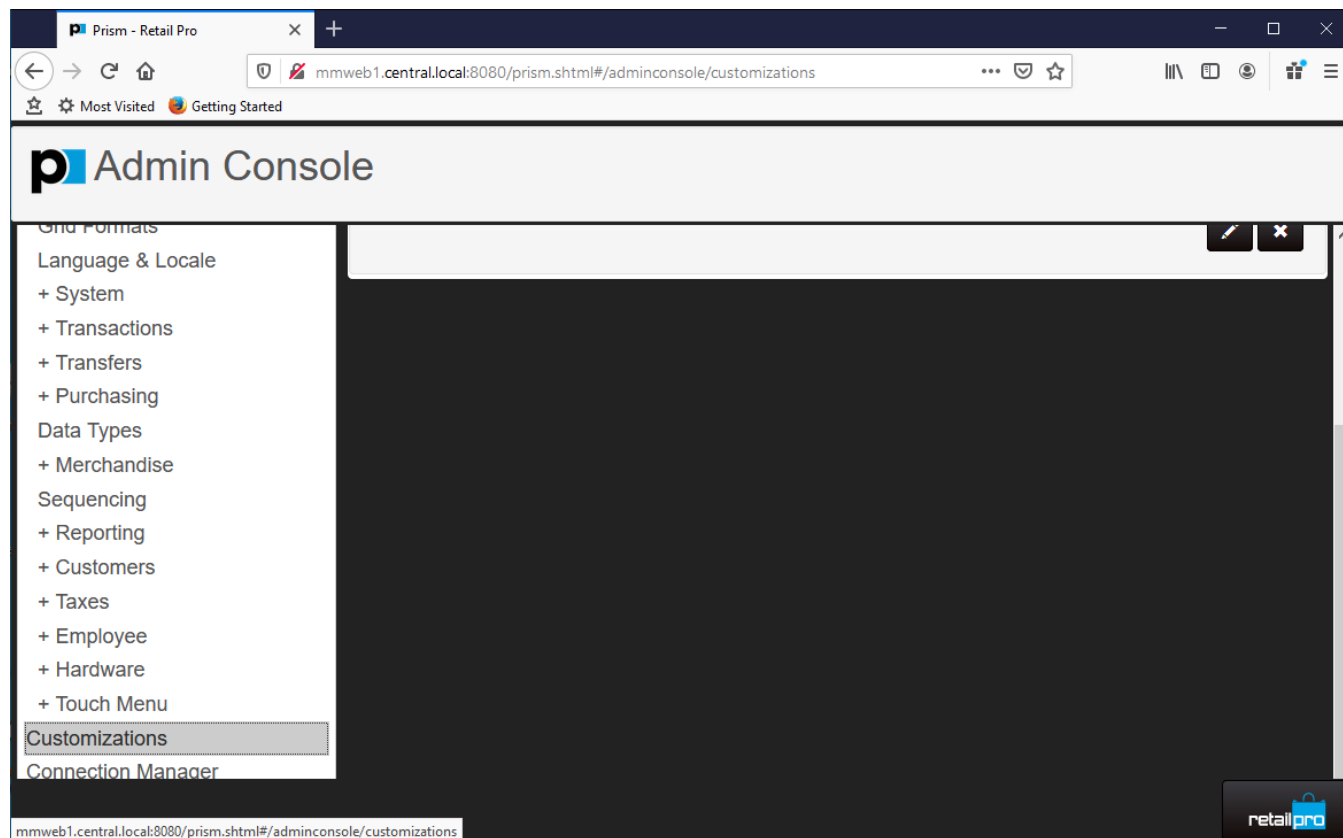 Prism - Retail Pro
mmweb1.central.local:8080/prism.shtml#/adminconsole/customizations
Most Visited Getting Started
p Admin Console
Grid Formats
Language & Locale
+ System
+ Transactions
+ Transfers
+ Purchasing
Data Types
+ Merchandise
Sequencing
+ Reporting
+ Customers
+ Taxes
+ Employee
+ Hardware
+ Touch Menu
Customizations
Connection Manager
retailpro
mmweb1.central.local:8080/prism.shtml#/adminconsole/customizations